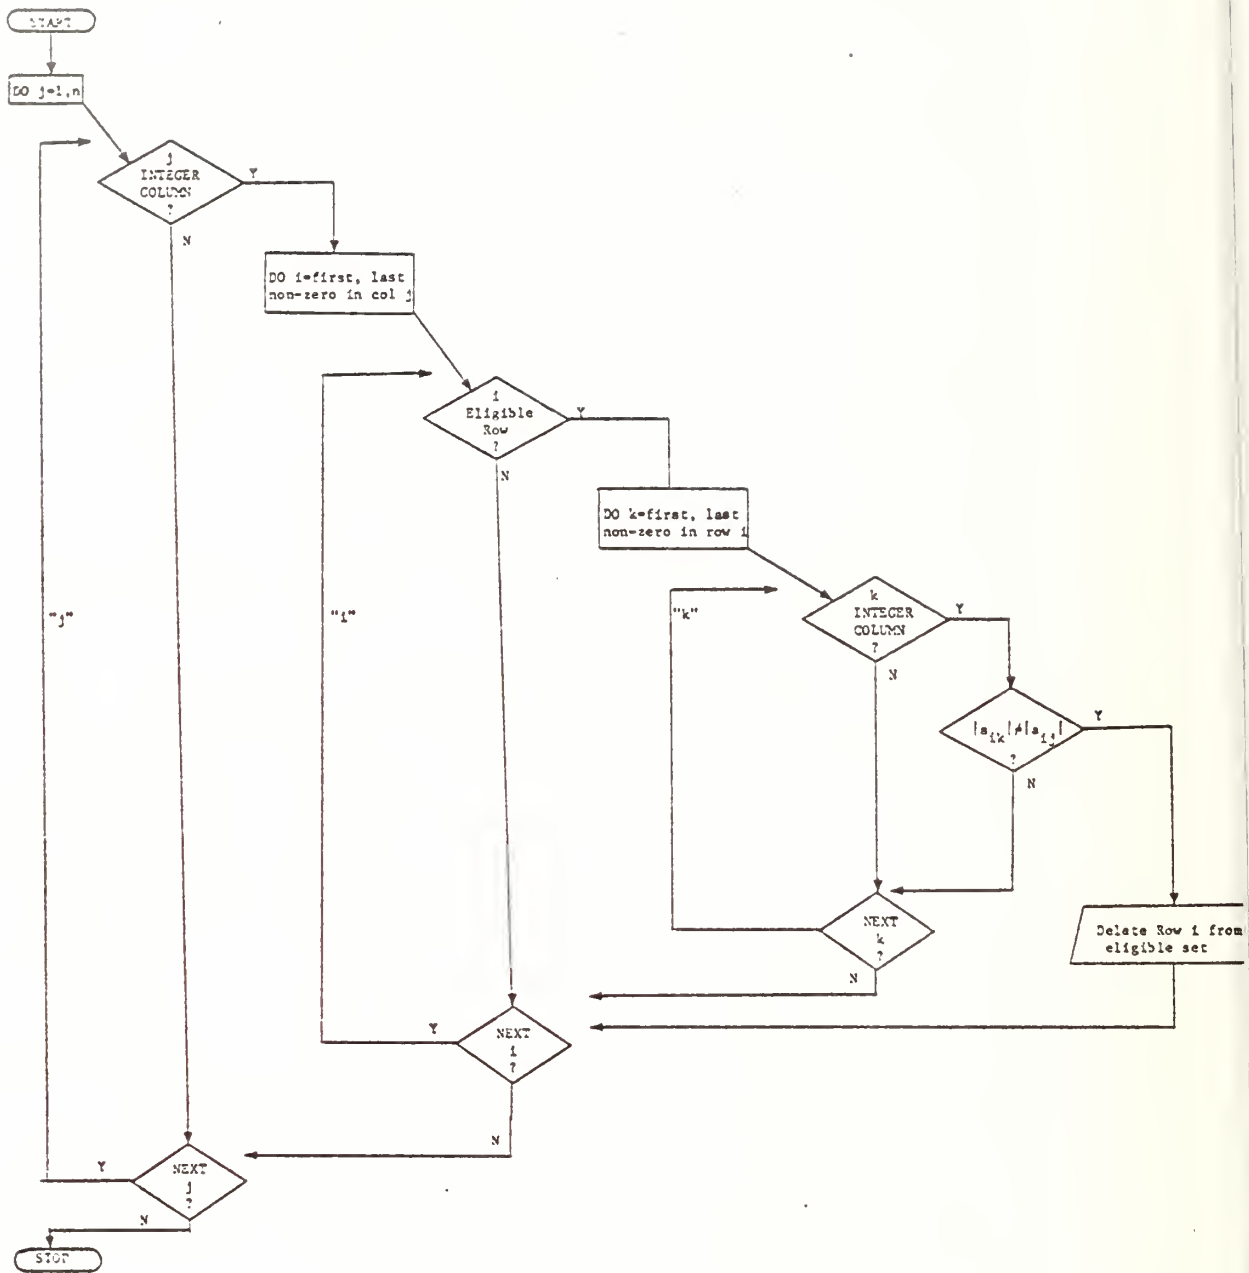 START
DO j=1,n
j
INTEGER
COLUMN
?
Y
N
DO i=first, last
non-zero in col j
i
Eligible
Row
?
Y
N
DO k=first, last
non-zero in row i
k
INTEGER
COLUMN
?
Y
N
|a_ik|≠|a_ij|
?
Y
N
"j"
"i"
"k"
NEXT
k
?
N
Delete Row i from
eligible set
NEXT
i
?
Y
N
NEXT
j
?
Y
N
STOP